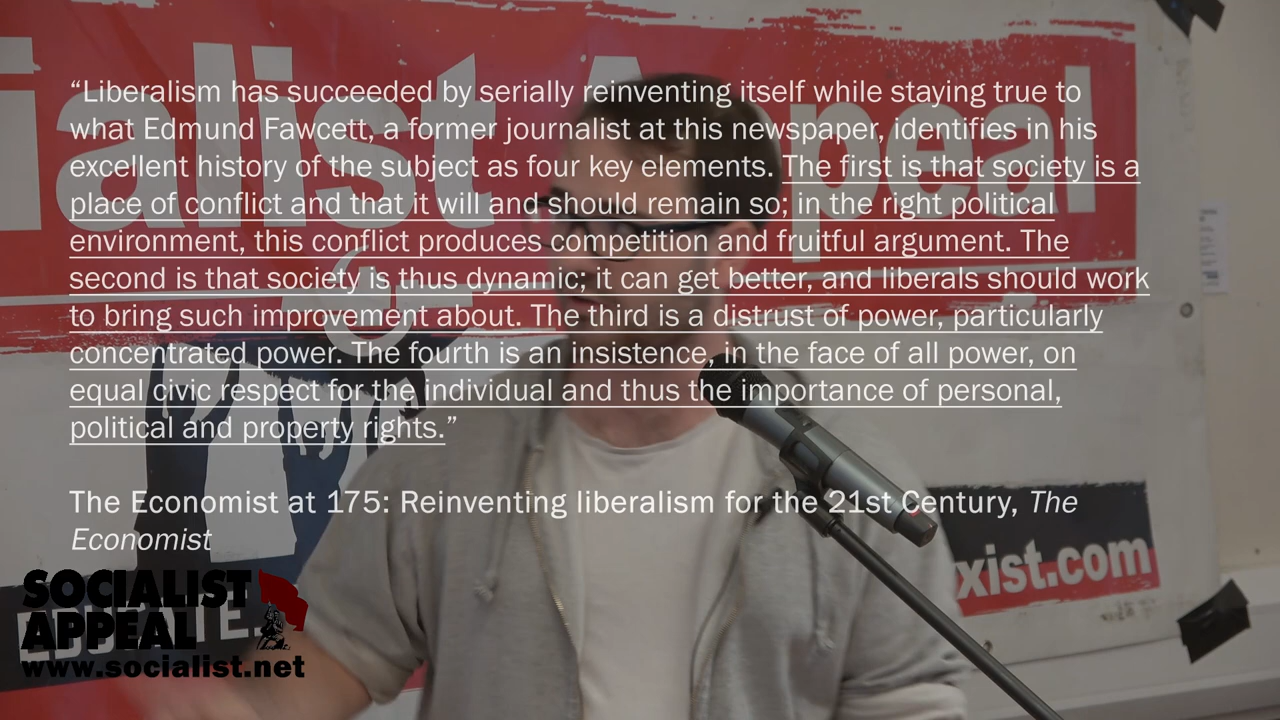 ialist Appeal
“Liberalism has succeeded by serially reinventing itself while staying true to
what Edmund Fawcett, a former journalist at this newspaper, identifies in his
excellent history of the subject as four key elements. The first is that society is a
place of conflict and that it will and should remain so; in the right political
environment, this conflict produces competition and fruitful argument. The
second is that society is thus dynamic; it can get better, and liberals should work
to bring such improvement about. The third is a distrust of power, particularly
concentrated power. The fourth is an insistence, in the face of all power, on
equal civic respect for the individual and thus the importance of personal,
political and property rights.”
The Economist at 175: Reinventing liberalism for the 21st Century, The
Economist
xist.com
SOCIALIST
APPEAL
www.socialist.net